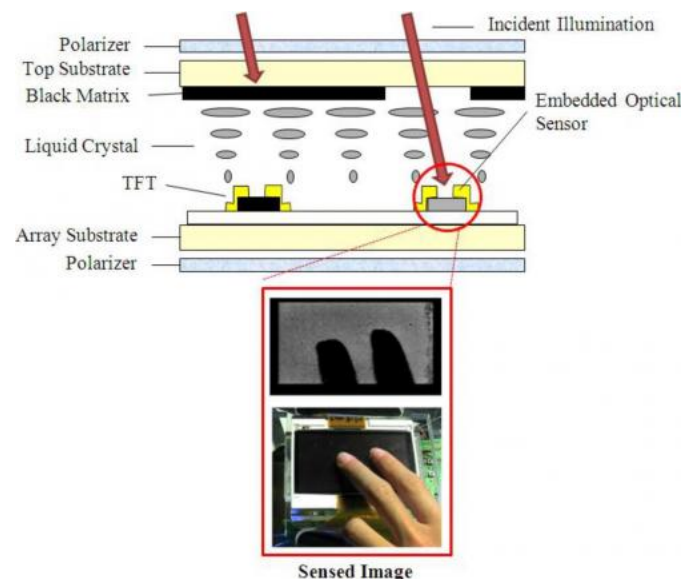 Incident Illumination
Polarizer
Top Substrate
Black Matrix
Embedded Optical
Sensor
Liquid Crystal
TFT
Array Substrate
Polarizer
Sensed Image